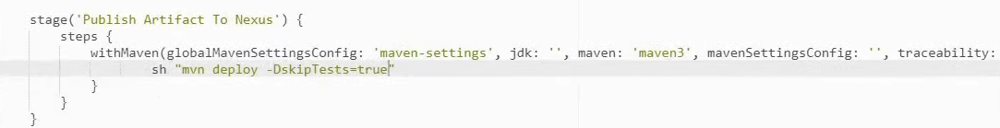 stage('Publish Artifact To Nexus') {
steps {
withMaven(globalMavenSettingsConfig: 'maven-settings', jdk: '', maven: 'maven3', mavenSettingsConfig: '', traceability:
sh "mvn deploy -DskipTests=true"
}
}
}